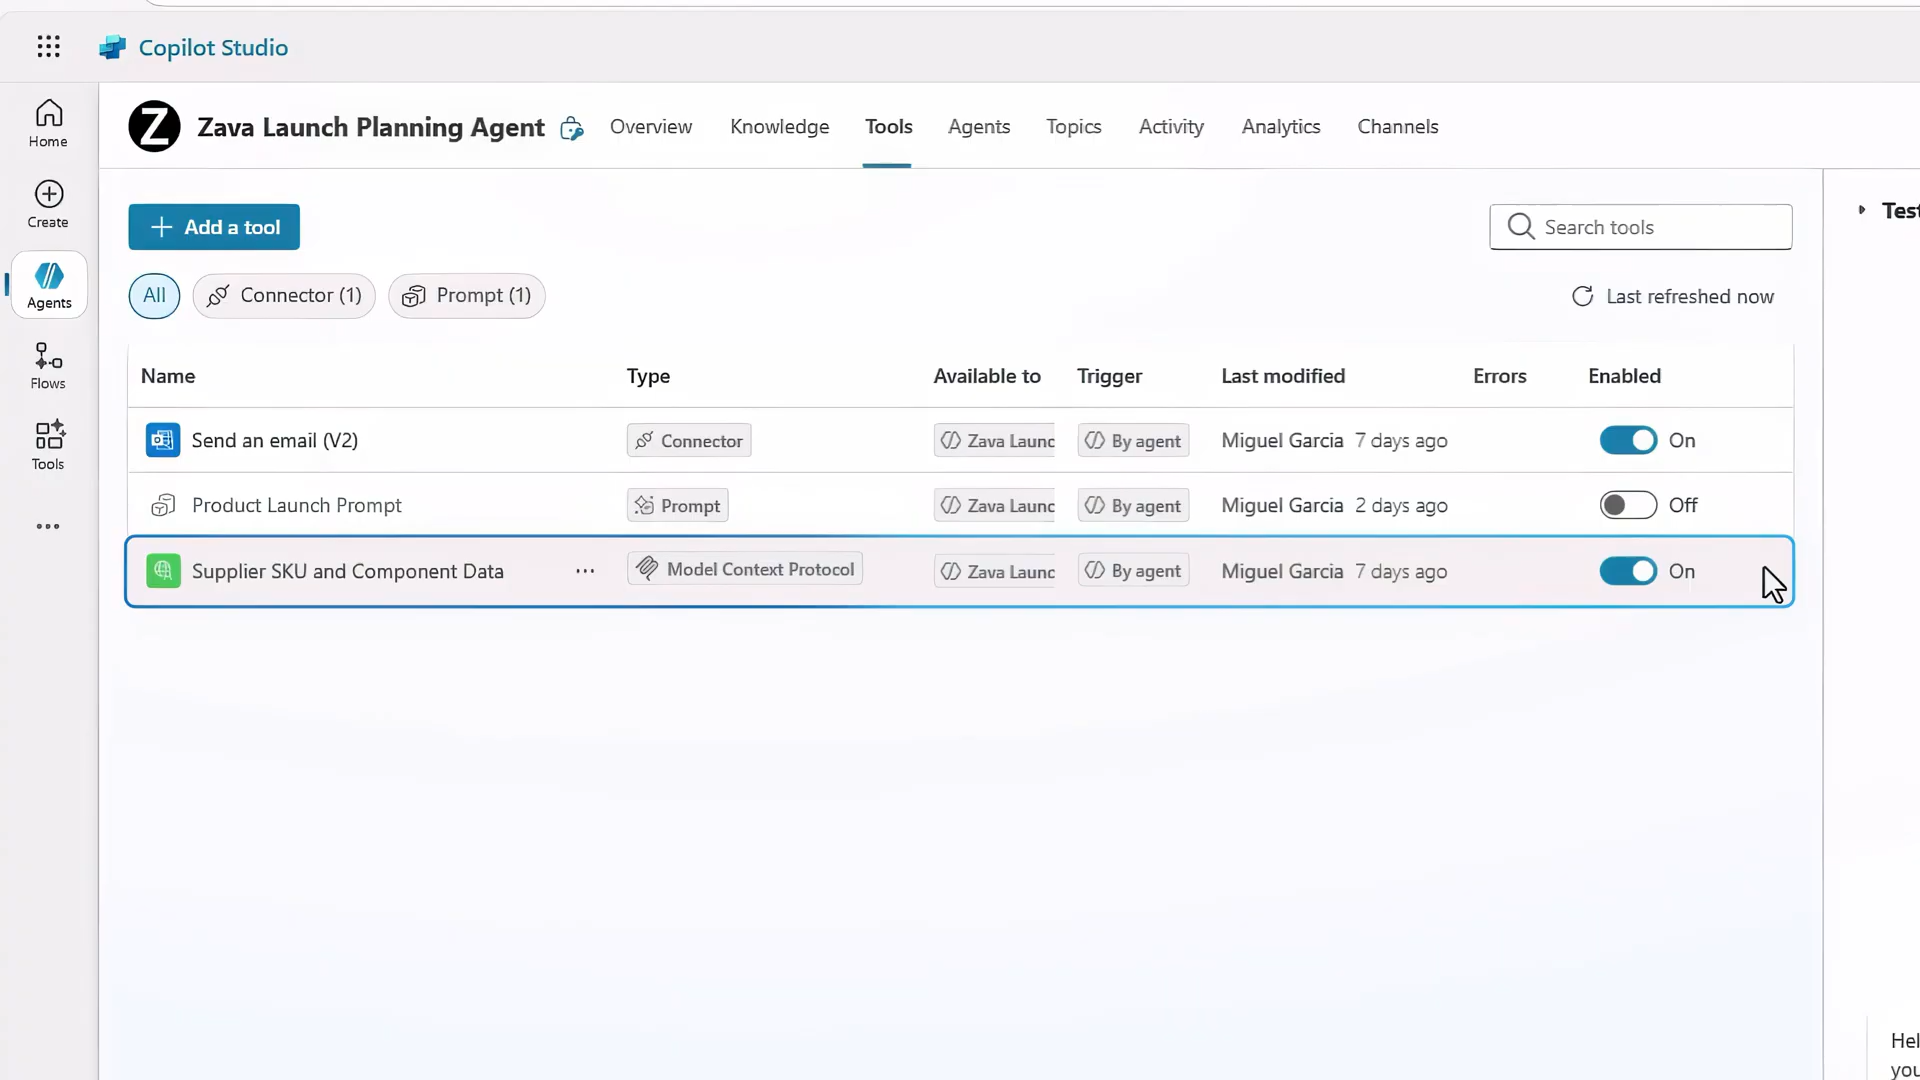 Copilot Studio
Home
Create
Agents
Flows
Tools
Z
Zava Launch Planning Agent
Overview
Knowledge
Tools
Agents
Topics
Activity
Analytics
Channels
Add a tool
Search tools
All
Connector (1)
Prompt (1)
Last refreshed now
Name Type Available to Trigger Last modified Errors Enabled
Send an email (V2) Connector Zava Launc By agent Miguel Garcia 7 days ago On
Product Launch Prompt Prompt Zava Launc By agent Miguel Garcia 2 days ago Off
Supplier SKU and Component Data ... Model Context Protocol Zava Launc By agent Miguel Garcia 7 days ago On
Test
Hel
you